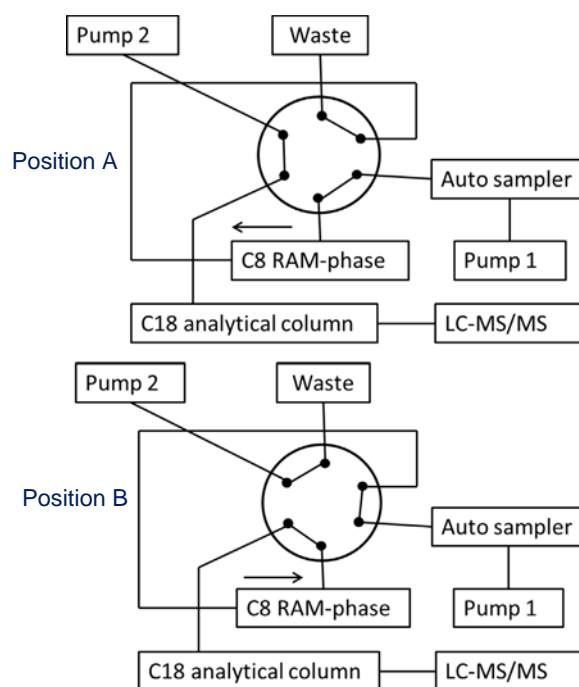 Pump 2
Waste
Position A
Auto sampler
C8 RAM-phase
Pump 1
C18 analytical column
LC-MS/MS
Pump 2
Waste
Position B
Auto sampler
C8 RAM-phase
Pump 1
C18 analytical column
LC-MS/MS